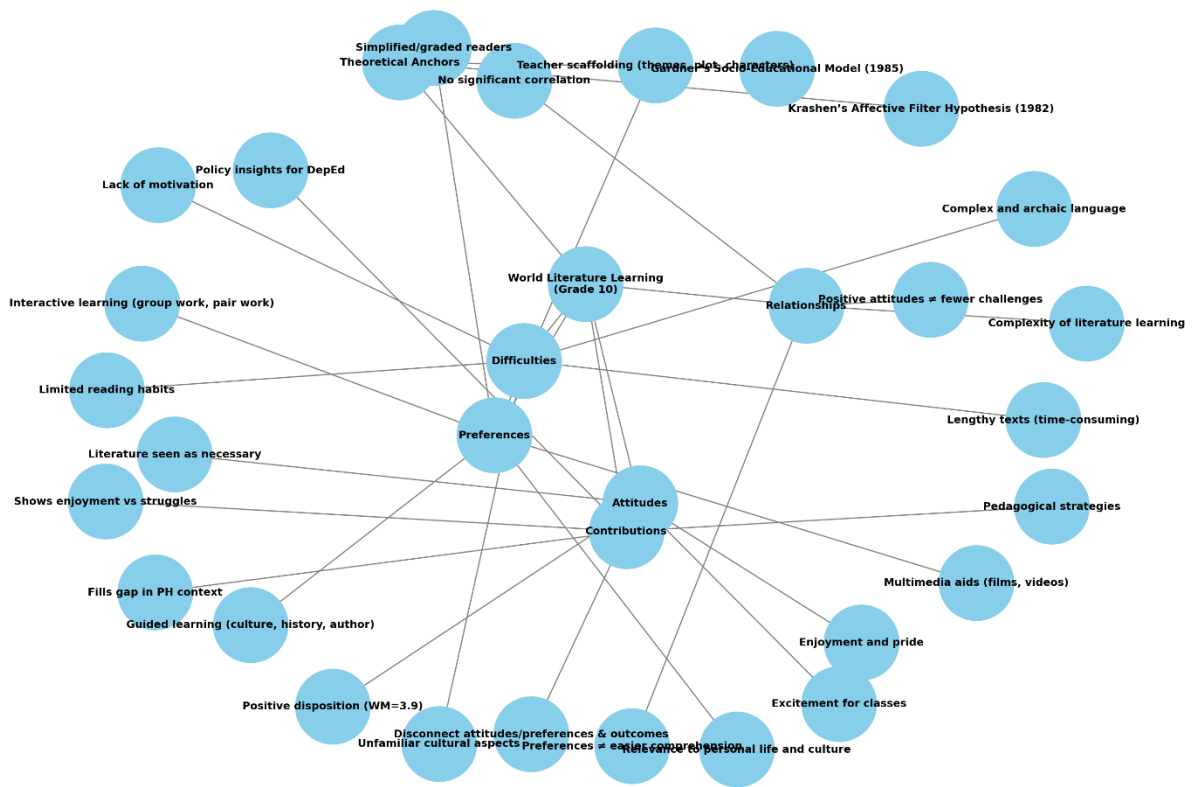 Simplified/graded readers
Theoretical Anchors
Teacher scaffolding (themes, plot, characters)
Gardner's Socio-Educational Model (1985)
No significant correlation
Krashen’s Affective Filter Hypothesis (1982)
Policy insights for DepEd
Lack of motivation
Complex and archaic language
World Literature Learning
(Grade 10)
Interactive learning (group work, pair work)
Relationships
Positive attitudes ≠ fewer challenges
Complexity of literature learning
Difficulties
Limited reading habits
Lengthy texts (time-consuming)
Preferences
Literature seen as necessary
Shows enjoyment vs struggles
Attitudes
Pedagogical strategies
Contributions
Multimedia aids (films, videos)
Fills gap in PH context
Guided learning (culture, history, author)
Enjoyment and pride
Excitement for classes
Positive disposition (WM=3.9)
Disconnect attitudes/preferences & outcomes
Unfamiliar cultural aspects
Preferences ≠ easier comprehension
Relevance to personal life and culture